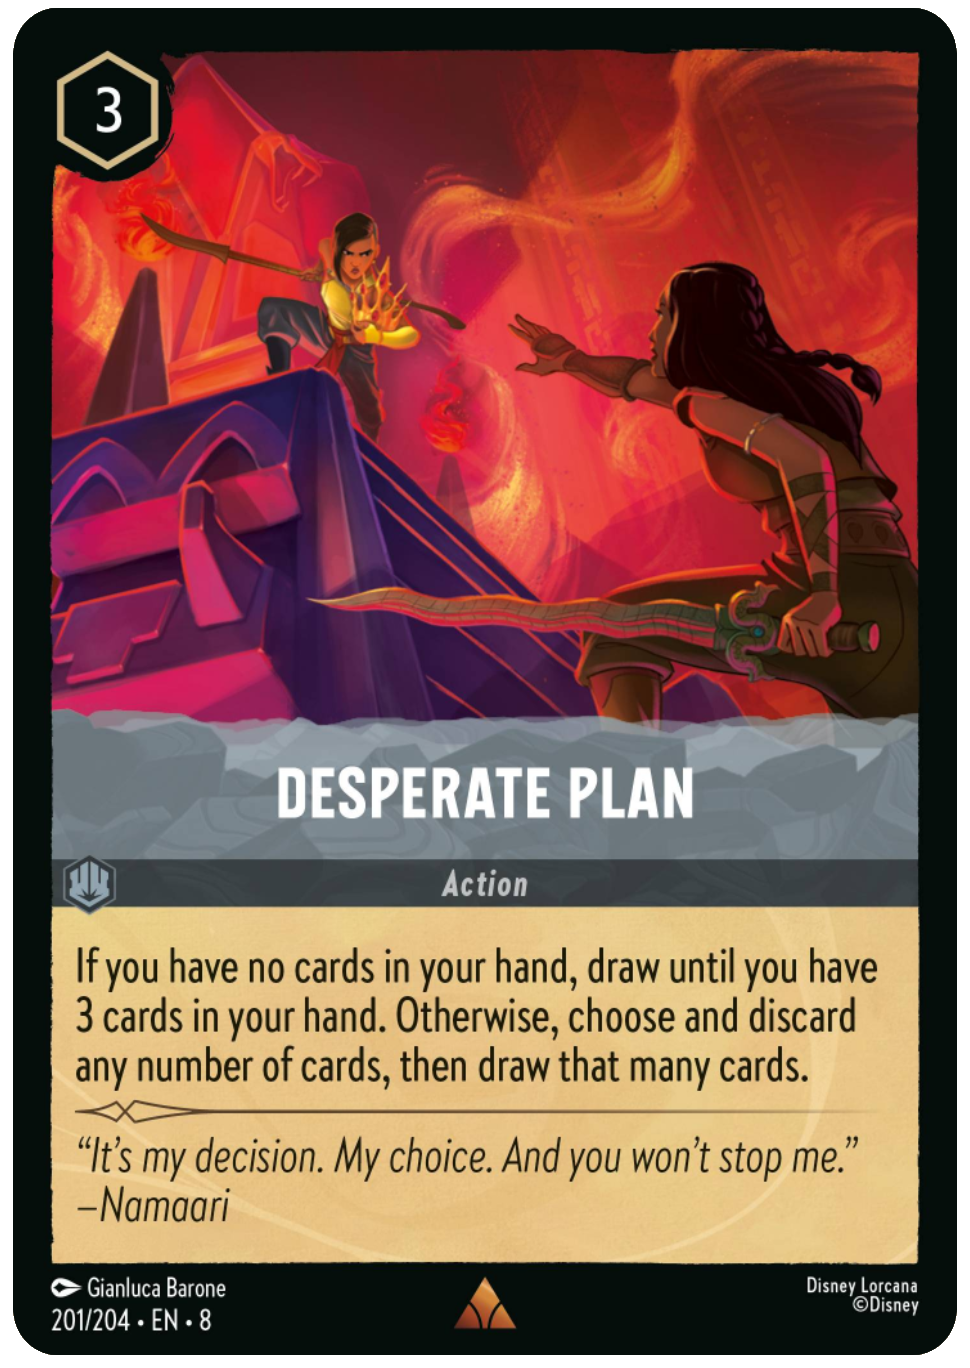 3
DESPERATE PLAN
Action
If you have no cards in your hand, draw until you have
3 cards in your hand. Otherwise, choose and discard
any number of cards, then draw that many cards.
“It’s my decision. My choice. And you won’t stop me.”
–Namaari
Gianluca Barone
201/204 • EN • 8
Disney Lorcana
©Disney